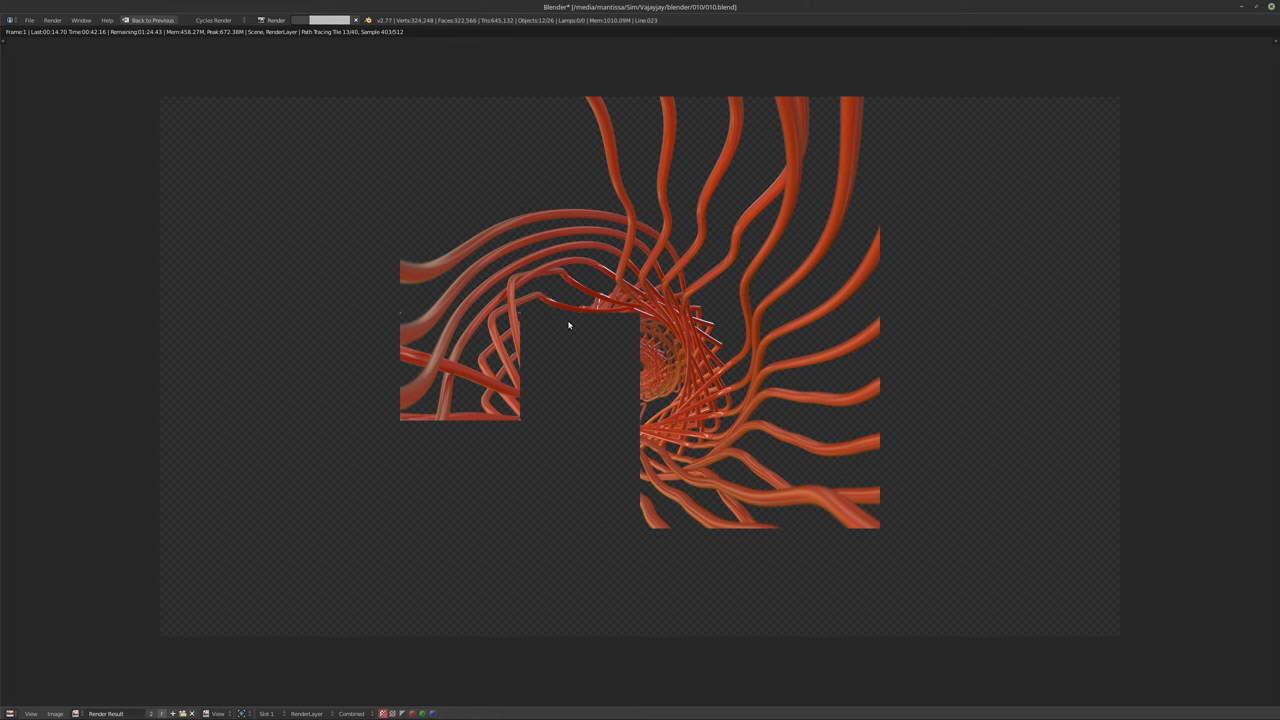 Blender* [/media/mantissa/Sim/Vajayjay/blender/010/010.blend]
File Render Window Help Back to Previous Cycles Render Render v2.77 | Verts:324,248 | Faces:322,566 | Tris:645,132 | Objects:12/26 | Lamps:0/0 | Mem:1010.09M | Line.023
Frame:1 | Last:00:14.70 Time:00:42.16 | Remaining:01:24.43 | Mem:458.27M, Peak:672.38M | Scene, RenderLayer | Path Tracing Tile 13/40, Sample 403/512
View Image Render Result 2 F View Slot 1 RenderLayer Combined